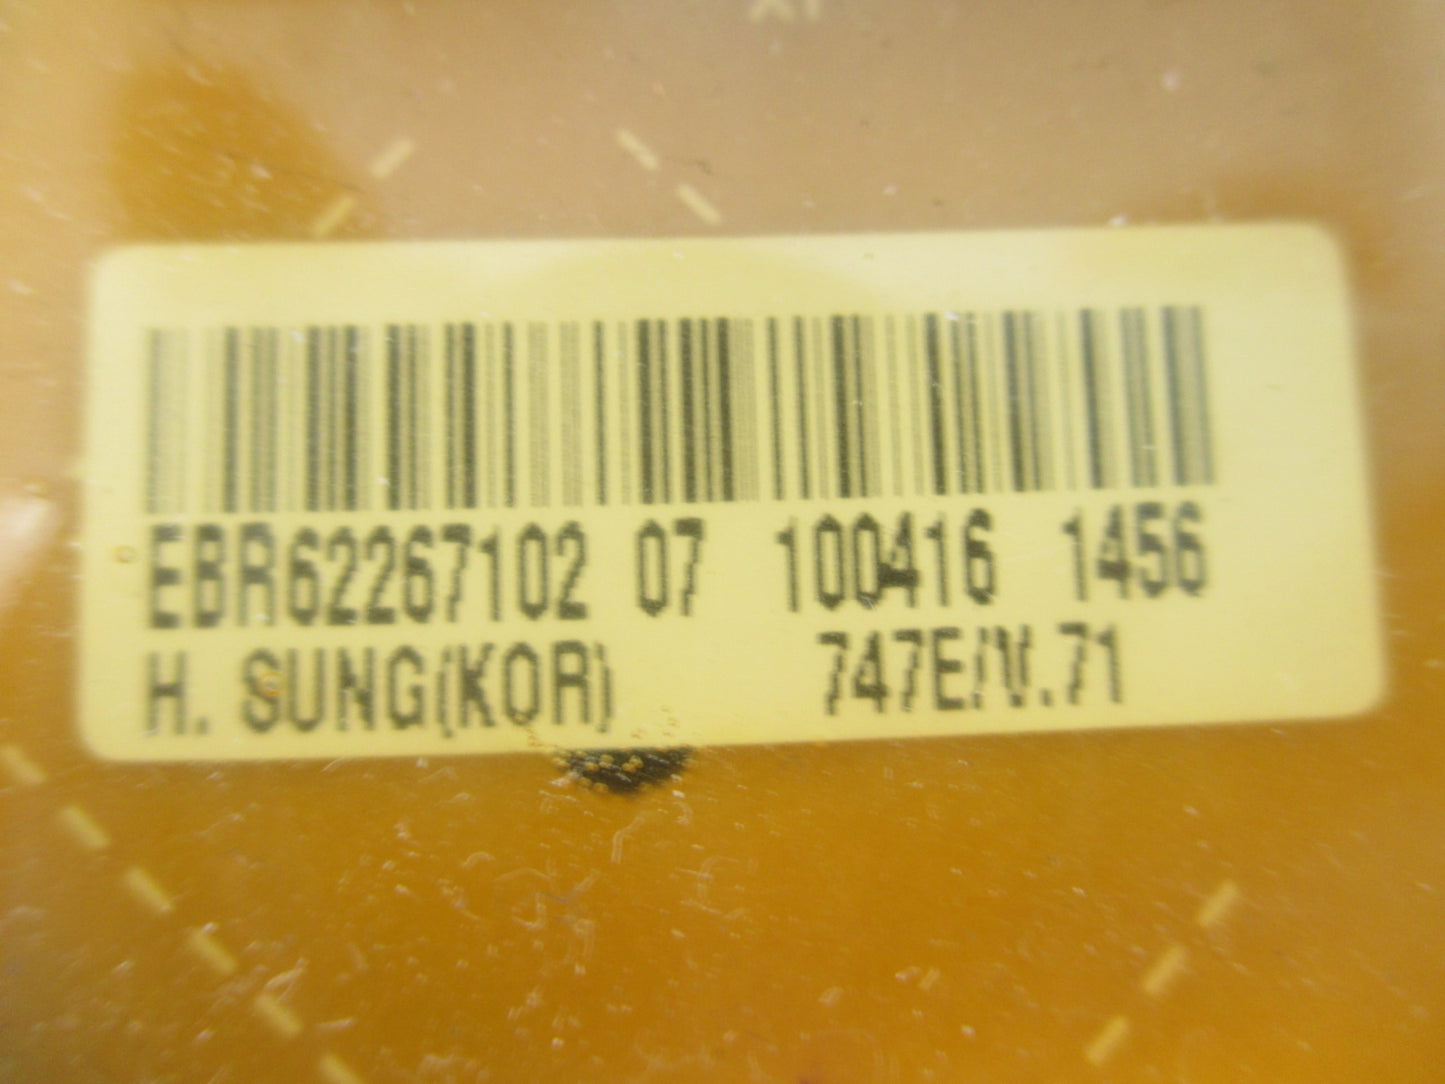 EBR62267102 07 100416 1456
H. SUNG(KOR) 747E/V.71